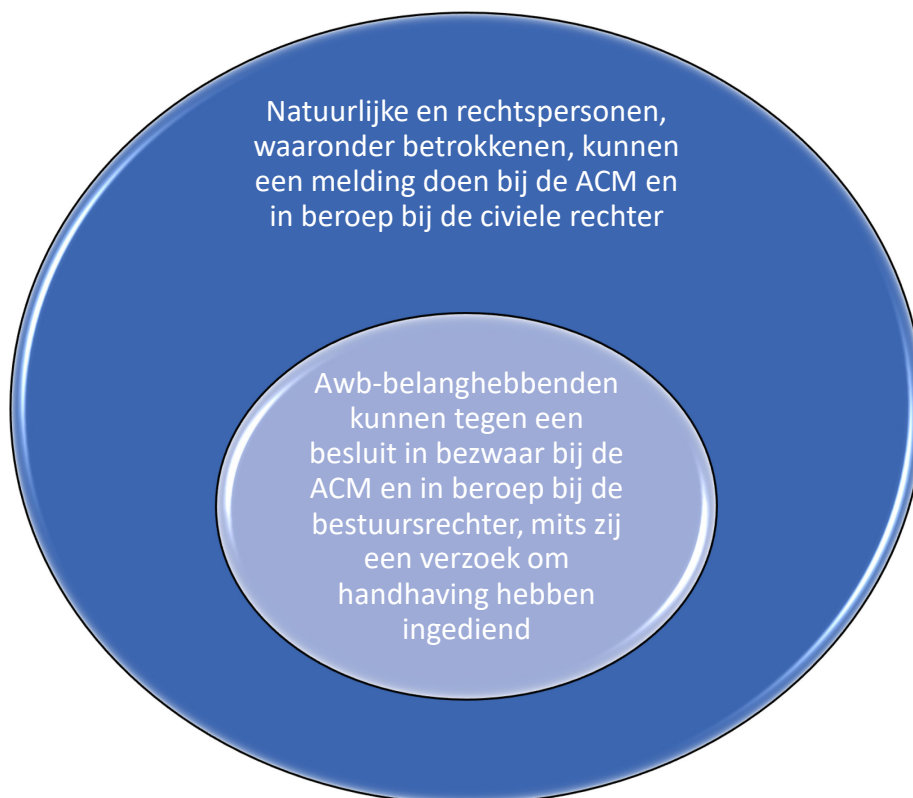 Natuurlijke en rechtspersonen,
waaronder betrokkenen, kunnen
een melding doen bij de ACM en
in beroep bij de civiele rechter
Awb-belanghebbenden
kunnen tegen een
besluit in bezwaar bij de
ACM en in beroep bij de
bestuursrechter, mits zij
een verzoek om
handhaving hebben
ingediend